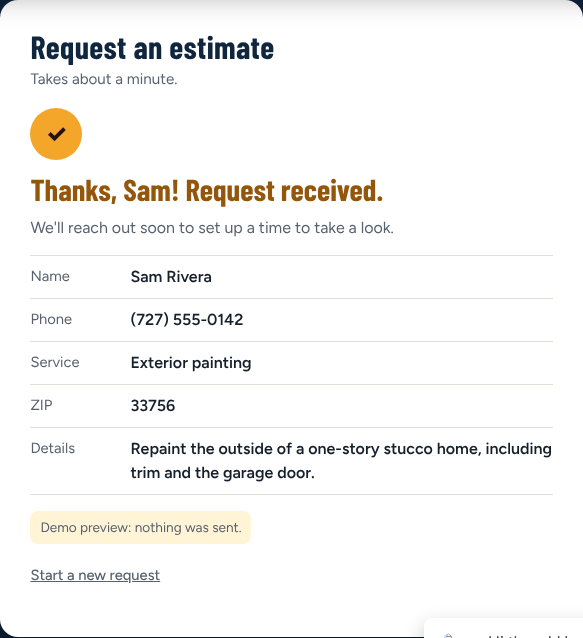 Request an estimate
Takes about a minute.
Thanks, Sam! Request received.
We'll reach out soon to set up a time to take a look.
Name Sam Rivera
Phone (727) 555-0142
Service Exterior painting
ZIP 33756
Details Repaint the outside of a one-story stucco home, including
trim and the garage door.
Demo preview: nothing was sent.
Start a new request